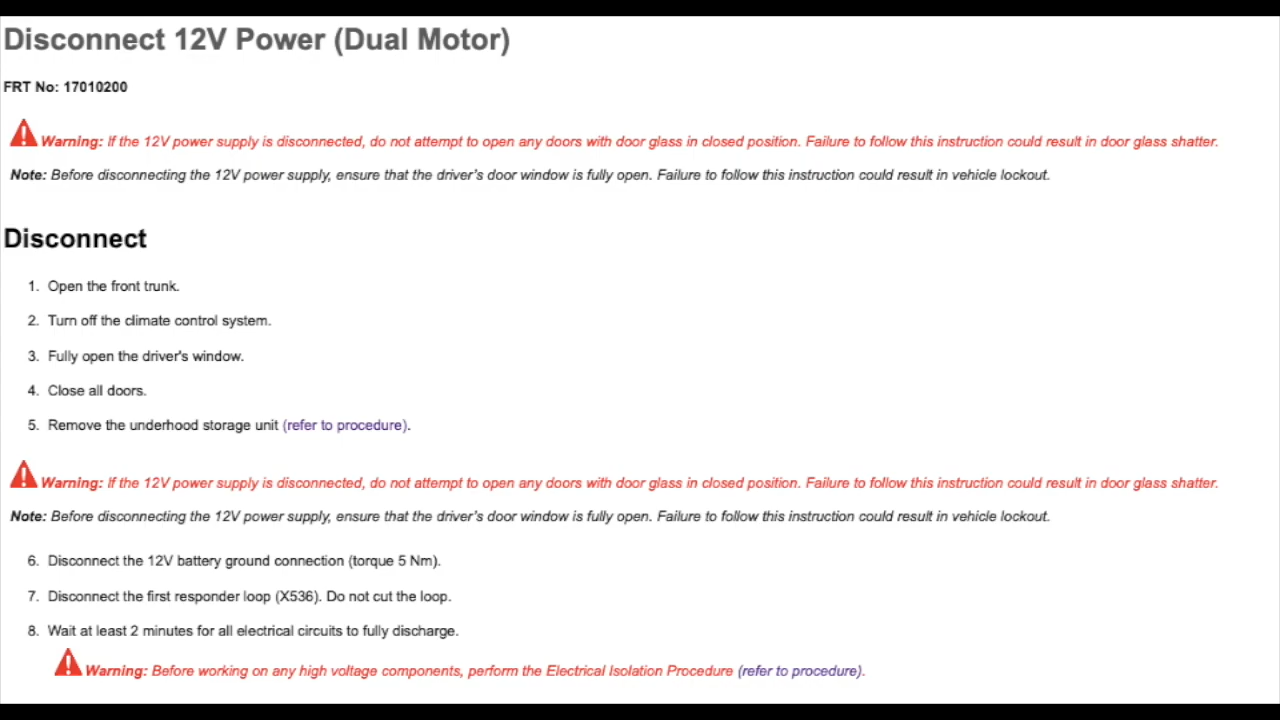 Disconnect 12V Power (Dual Motor)
FRT No: 17010200
Warning: If the 12V power supply is disconnected, do not attempt to open any doors with door glass in closed position. Failure to follow this instruction could result in door glass shatter.
Note: Before disconnecting the 12V power supply, ensure that the driver's door window is fully open. Failure to follow this instruction could result in vehicle lockout.
Disconnect
1. Open the front trunk.
2. Turn off the climate control system.
3. Fully open the driver's window.
4. Close all doors.
5. Remove the underhood storage unit (refer to procedure).
Warning: If the 12V power supply is disconnected, do not attempt to open any doors with door glass in closed position. Failure to follow this instruction could result in door glass shatter.
Note: Before disconnecting the 12V power supply, ensure that the driver's door window is fully open. Failure to follow this instruction could result in vehicle lockout.
6. Disconnect the 12V battery ground connection (torque 5 Nm).
7. Disconnect the first responder loop (X536). Do not cut the loop.
8. Wait at least 2 minutes for all electrical circuits to fully discharge.
Warning: Before working on any high voltage components, perform the Electrical Isolation Procedure (refer to procedure).